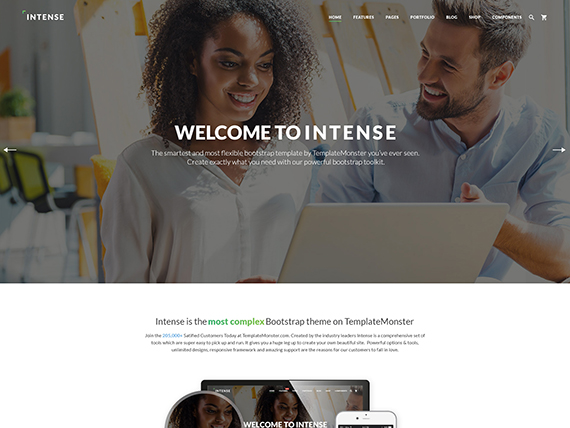 INTENSE
HOME FEATURES PAGES PORTFOLIO BLOG SHOP COMPONENTS
WELCOME TO INTENSE
The smartest and most flexible bootstrap template by TemplateMonster you've ever seen.
Create exactly what you need with our powerful bootstrap toolkit.
Intense is the most complex Bootstrap theme on TemplateMonster
Join the 265,000+ Satified Customers Today at TemplateMonster.com. Created by the industry leaders Intense is a comprehensive set of
tools which are super easy to pick up and run. It gives you a huge leg up to create your own beautiful site. Powerful options & tools,
unlimited designs, responsive framework and amazing support are the reasons for our customers to fall in love.
INTENSE
WELCOME TO INTENSE